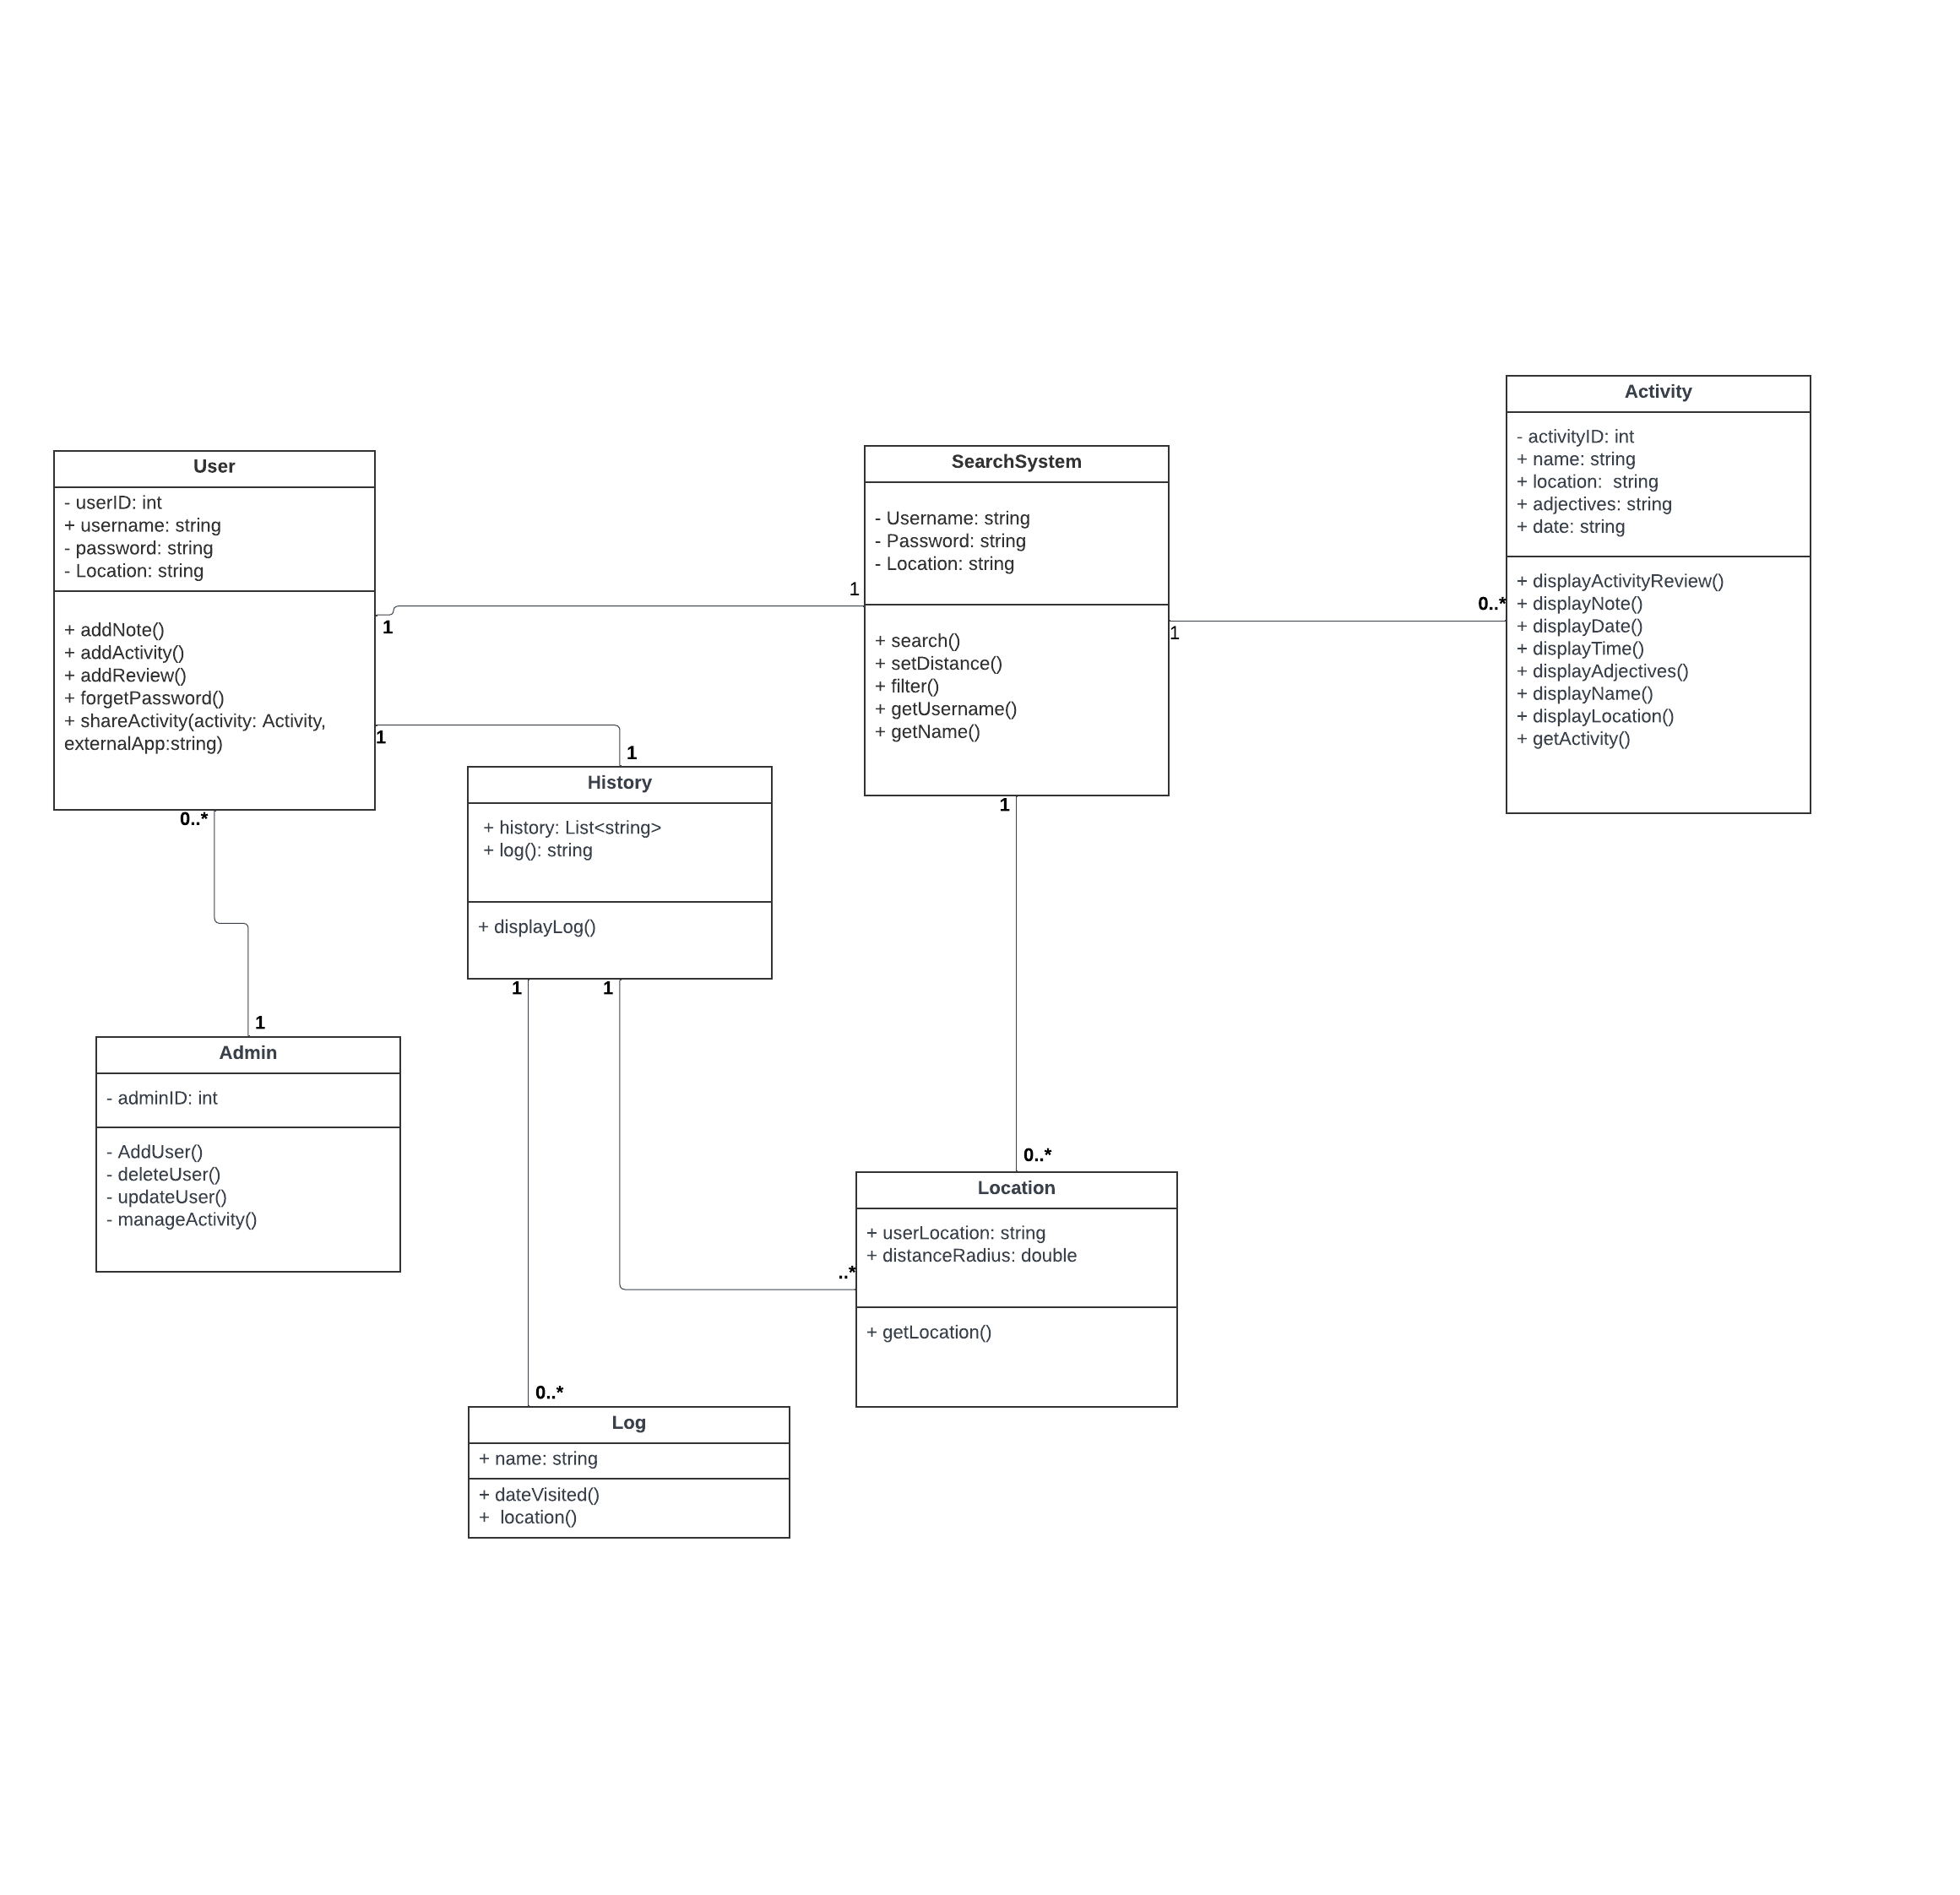 User
- userID: int
+ username: string
- password: string
- Location: string
+ addNote()
+ addActivity()
+ addReview()
+ forgetPassword()
+ shareActivity(activity: Activity,
externalApp:string)
1
1
1
1
0..*
1
SearchSystem
- Username: string
- Password: string
- Location: string
+ search()
+ setDistance()
+ filter()
+ getUsername()
+ getName()
1
0..*
1
0..*
Activity
- activityID: int
+ name: string
+ location:  string
+ adjectives: string
+ date: string
+ displayActivityReview()
+ displayNote()
+ displayDate()
+ displayTime()
+ displayAdjectives()
+ displayName()
+ displayLocation()
+ getActivity()
History
+ history: List<string>
+ log(): string
+ displayLog()
1
1
..*
0..*
Admin
- adminID: int
- AddUser()
- deleteUser()
- updateUser()
- manageActivity()
Location
+ userLocation: string
+ distanceRadius: double
+ getLocation()
Log
+ name: string
+ dateVisited()
+  location()